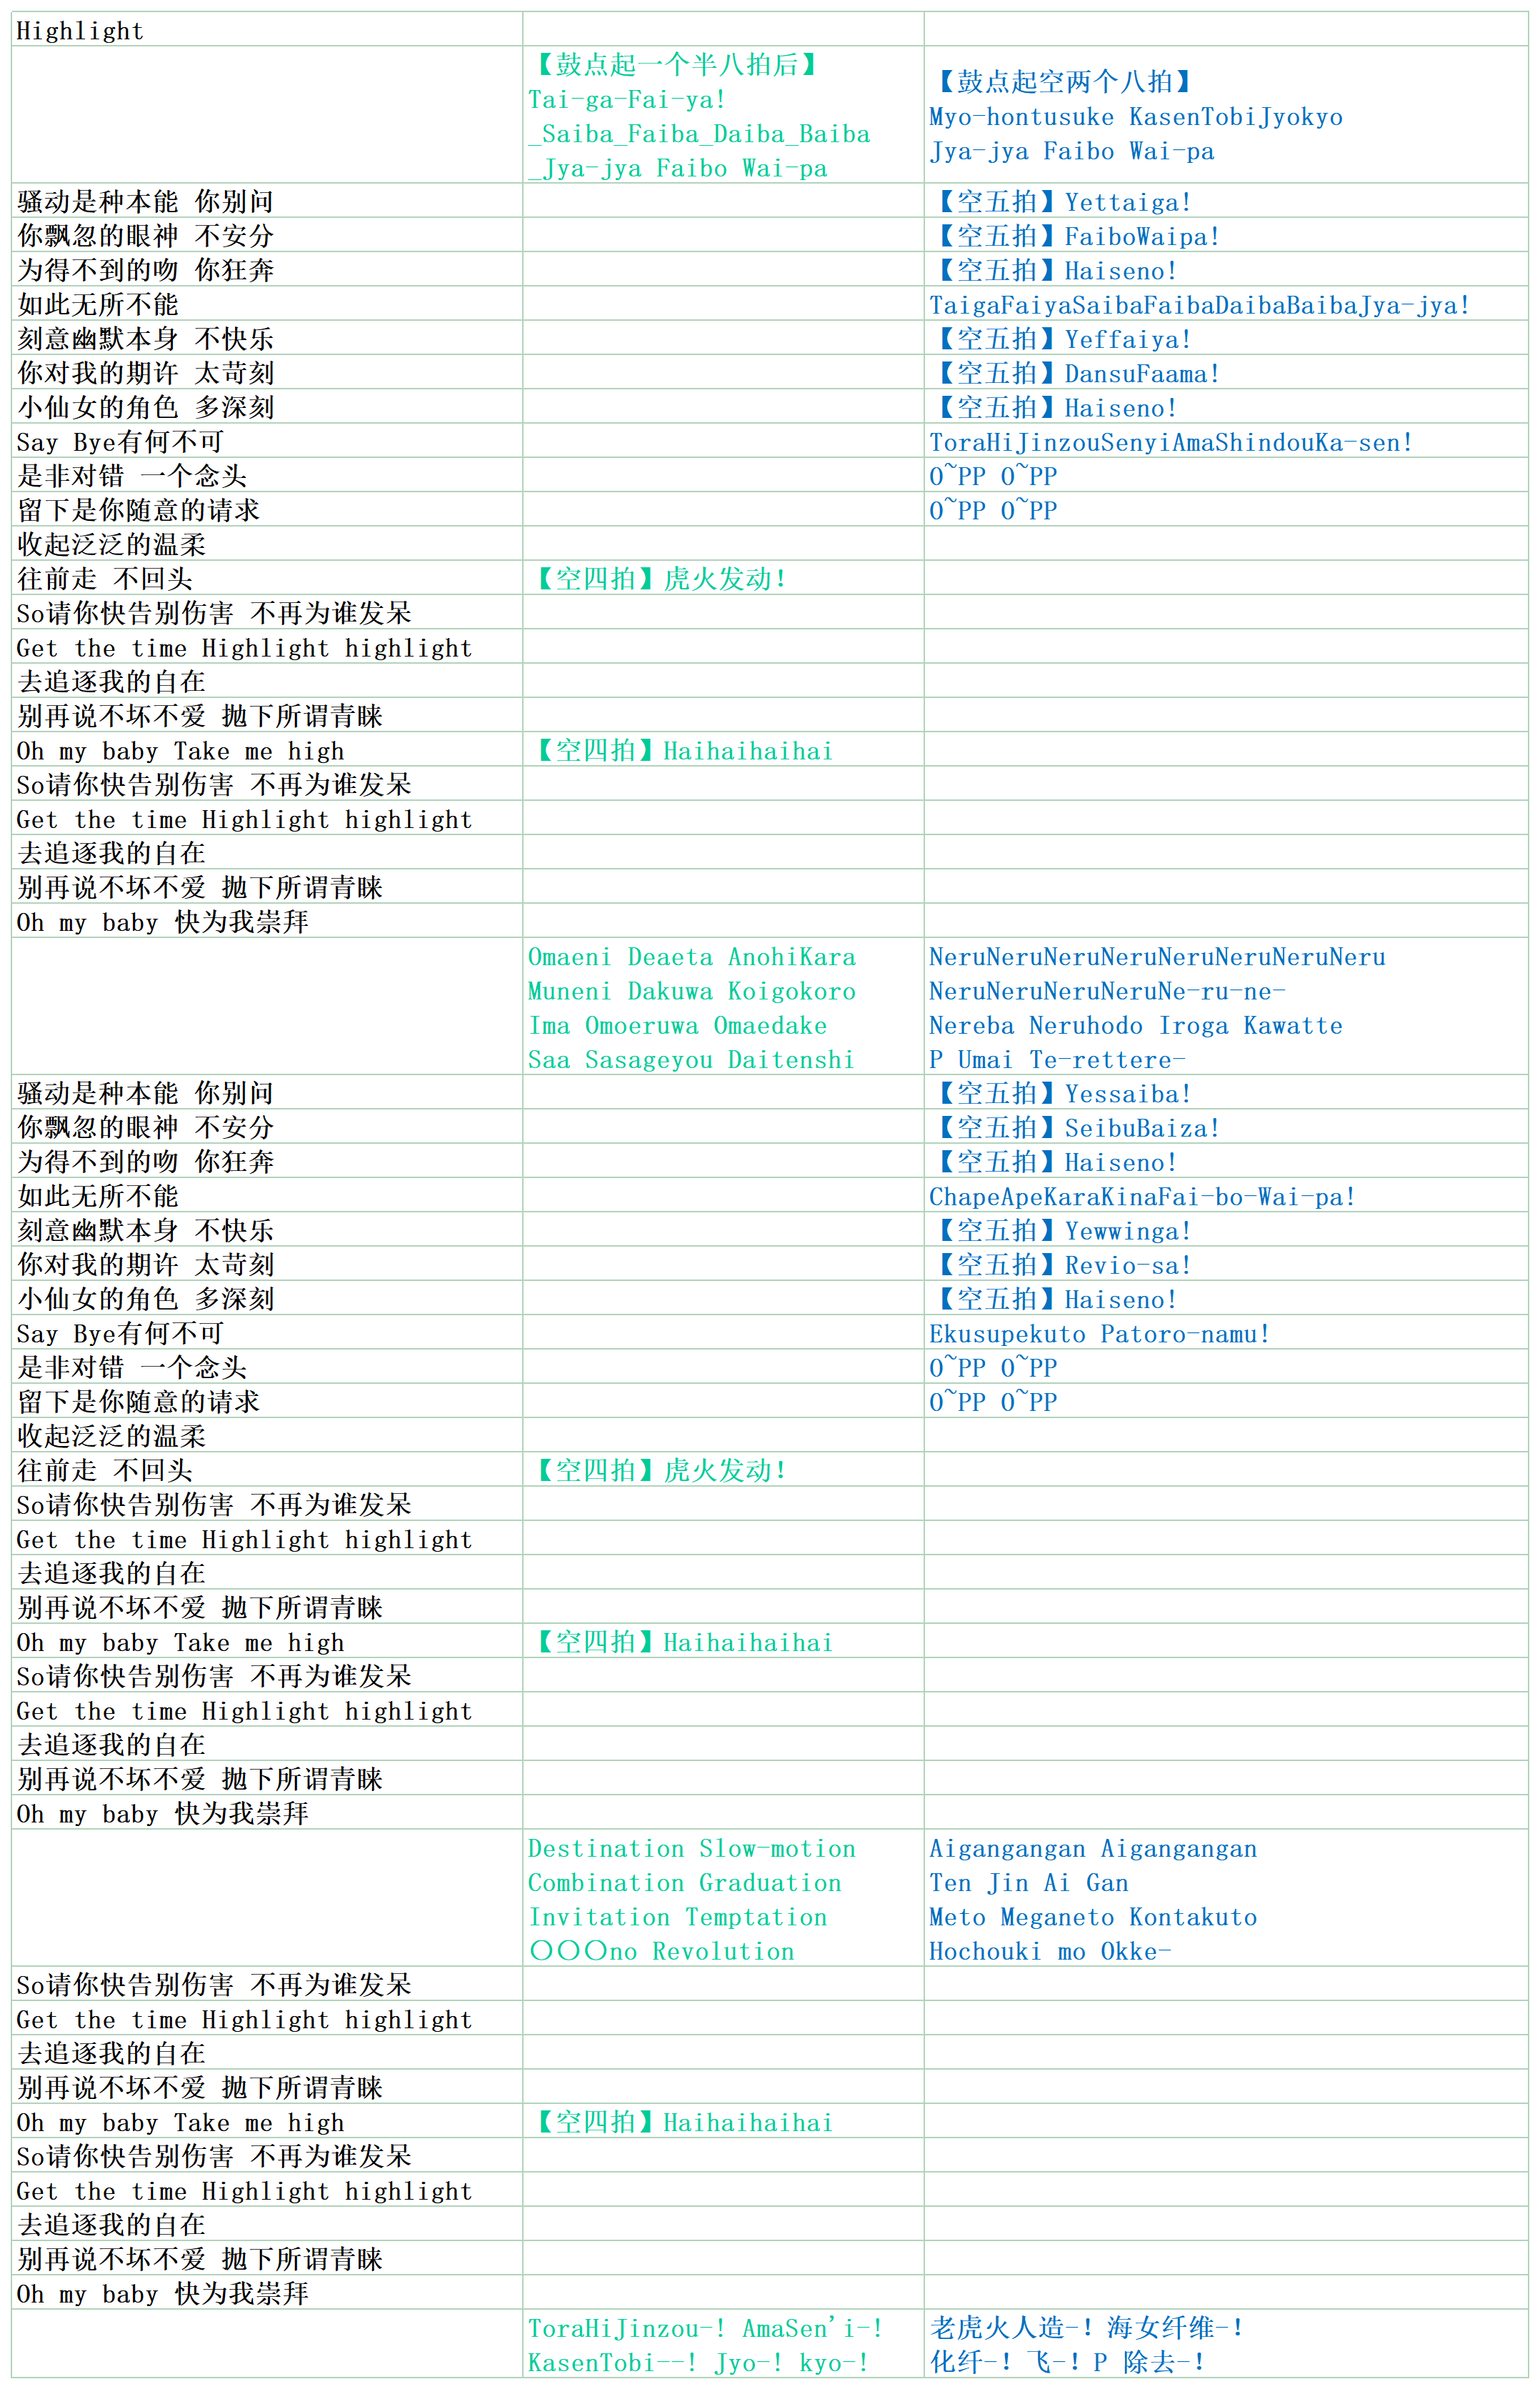 Highlight
【鼓点起一个半八拍后】
Tai-ga-Fai-ya!
_Saiba_Faiba_Daiba_Baiba
_Jya-jya Faibo Wai-pa
【鼓点起空两个八拍】
Myo-hontusuke KasenTobiJyokyo
Jya-jya Faibo Wai-pa
骚动是种本能 你别问 【空五拍】Yettaiga!
你飘忽的眼神 不安分 【空五拍】FaiboWaipa!
为得不到的吻 你狂奔 【空五拍】Haiseno!
如此无所不能 TaigaFaiyaSaibaFaibaDaibaBaibaJya-jya!
刻意幽默本身 不快乐 【空五拍】Yeffaiya!
你对我的期许 太苛刻 【空五拍】DansuFaama!
小仙女的角色 多深刻 【空五拍】Haiseno!
Say Bye有何不可 ToraHiJinzouSenyiAmaShindouKa-sen!
是非对错 一个念头 O~PP O~PP
留下是你随意的请求 O~PP O~PP
收起泛泛的温柔
往前走 不回头 【空四拍】虎火发动!
So请你快告别伤害 不再为谁发呆
Get the time Highlight highlight
去追逐我的自在
别再说不坏不爱 抛下所谓青睐
Oh my baby Take me high 【空四拍】Haihaihaihai
So请你快告别伤害 不再为谁发呆
Get the time Highlight highlight
去追逐我的自在
别再说不坏不爱 抛下所谓青睐
Oh my baby 快为我崇拜
Omaeni Deaeta AnohiKara
Muneni Dakuwa Koigokoro
Ima Omoeruwa Omaedake
Saa Sasageyou Daitenshi
NeruNeruNeruNeruNeruNeruNeruNeru
NeruNeruNeruNeruNe-ru-ne-
Nereba Neruhodo Iroga Kawatte
P Umai Te-rettere-
骚动是种本能 你别问 【空五拍】Yessaiba!
你飘忽的眼神 不安分 【空五拍】SeibuBaiza!
为得不到的吻 你狂奔 【空五拍】Haiseno!
如此无所不能 ChapeApeKaraKinaFai-bo-Wai-pa!
刻意幽默本身 不快乐 【空五拍】Yewwinga!
你对我的期许 太苛刻 【空五拍】Revio-sa!
小仙女的角色 多深刻 【空五拍】Haiseno!
Say Bye有何不可 Ekusupekuto Patoro-namu!
是非对错 一个念头 O~PP O~PP
留下是你随意的请求 O~PP O~PP
收起泛泛的温柔
往前走 不回头 【空四拍】虎火发动!
So请你快告别伤害 不再为谁发呆
Get the time Highlight highlight
去追逐我的自在
别再说不坏不爱 抛下所谓青睐
Oh my baby Take me high 【空四拍】Haihaihaihai
So请你快告别伤害 不再为谁发呆
Get the time Highlight highlight
去追逐我的自在
别再说不坏不爱 抛下所谓青睐
Oh my baby 快为我崇拜
Destination Slow-motion
Combination Graduation
Invitation Temptation
〇〇〇no Revolution
Aigangangan Aigangangan
Ten Jin Ai Gan
Meto Meganeto Kontakuto
Hochouki mo Okke-
So请你快告别伤害 不再为谁发呆
Get the time Highlight highlight
去追逐我的自在
别再说不坏不爱 抛下所谓青睐
Oh my baby Take me high 【空四拍】Haihaihaihai
So请你快告别伤害 不再为谁发呆
Get the time Highlight highlight
去追逐我的自在
别再说不坏不爱 抛下所谓青睐
Oh my baby 快为我崇拜
ToraHiJinzou-! AmaSen'i-!
KasenTobi--! Jyo-! kyo-!
老虎火人造-! 海女纤维-!
化纤-! 飞-! P 除去-!